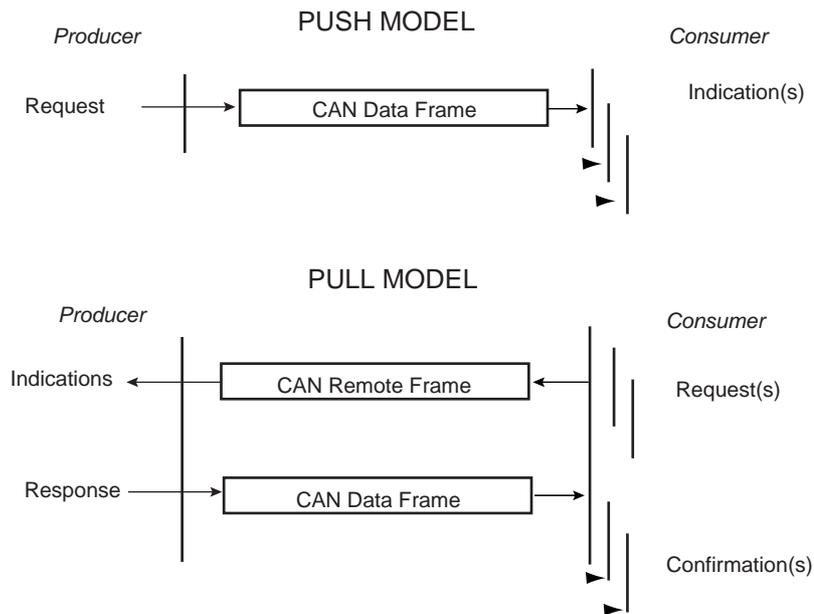 PUSH MODEL
Producer
Consumer
Request
CAN Data Frame
Indication(s)
PULL MODEL
Producer
Consumer
Indications
CAN Remote Frame
Request(s)
Response
CAN Data Frame
Confirmation(s)